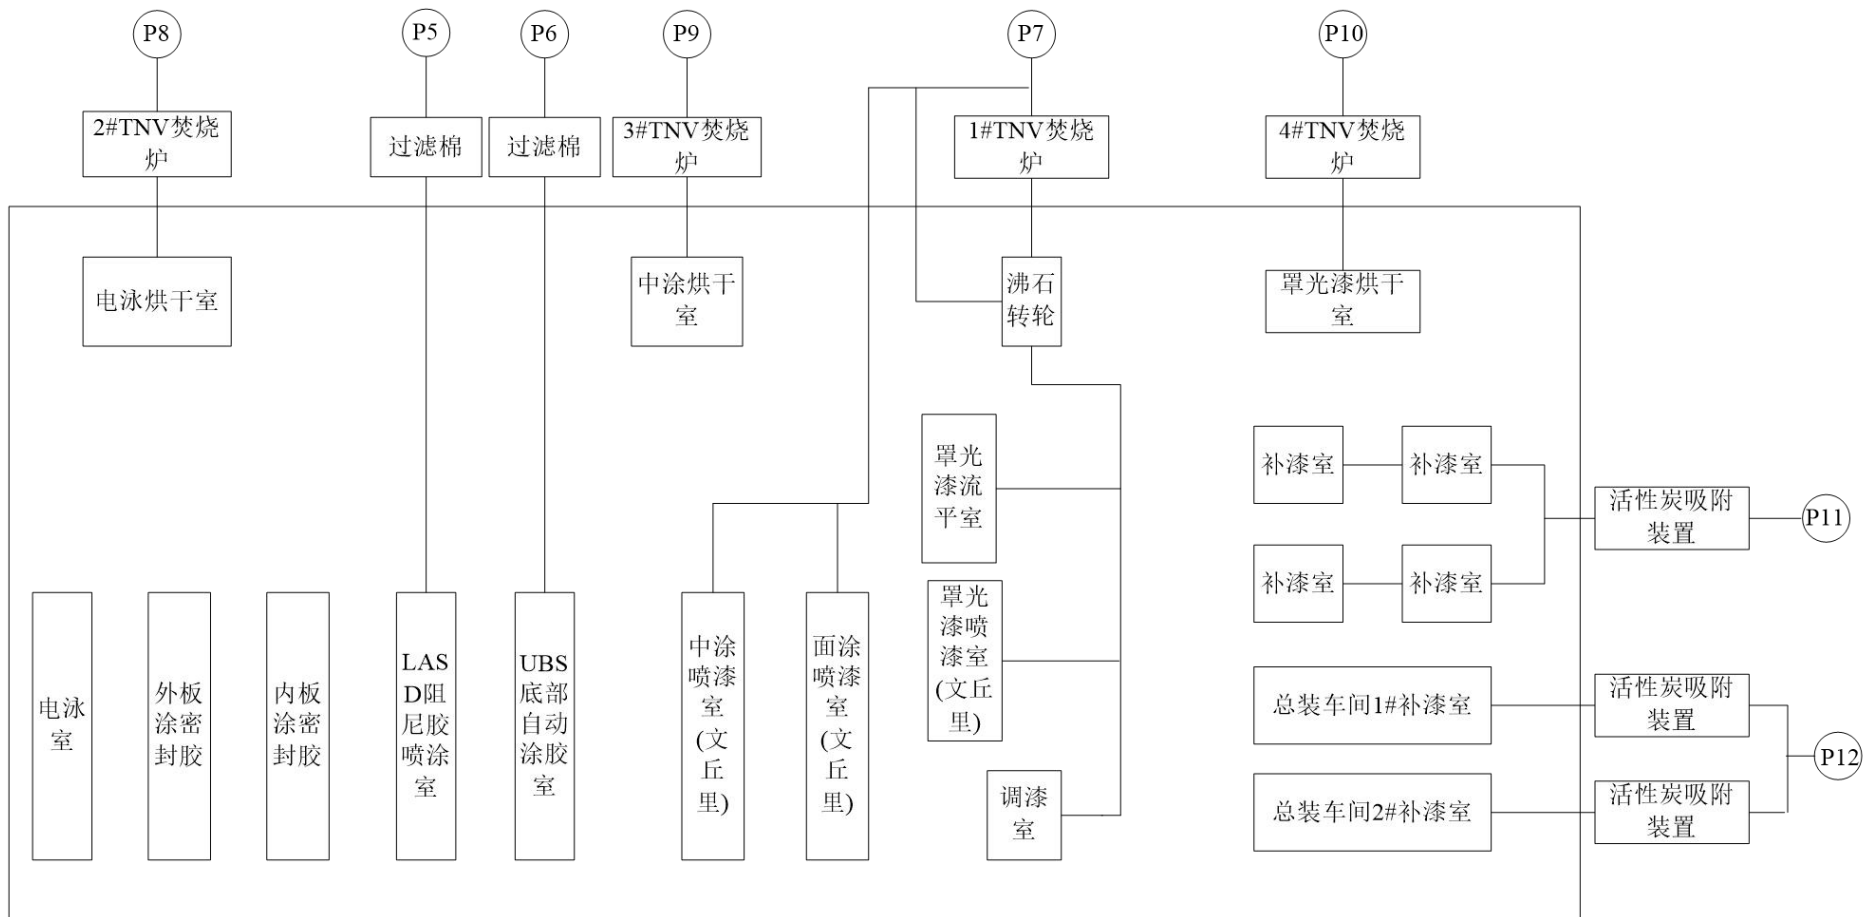 P8
P5
P6
P9
P7
P10
2#TNV焚烧
炉
过滤棉
过滤棉
3#TNV焚烧
炉
1#TNV焚烧
炉
4#TNV焚烧
炉
电泳烘干室
中涂烘干
室
沸石
转轮
罩光漆烘干
室
罩光
漆流
平室
补漆室
补漆室
活性炭吸附
装置
P11
补漆室
补漆室
电泳
室
外板
涂密
封胶
内板
涂密
封胶
LAS
D阻
尼胶
喷涂
室
UBS
底部
自动
涂胶
室
中涂
喷漆
室
(文
丘
里)
面涂
喷漆
室
(文
丘
里)
罩光
漆喷
漆室
(文丘
里)
调漆
室
总装车间1#补漆室
活性炭吸附
装置
P12
总装车间2#补漆室
活性炭吸附
装置